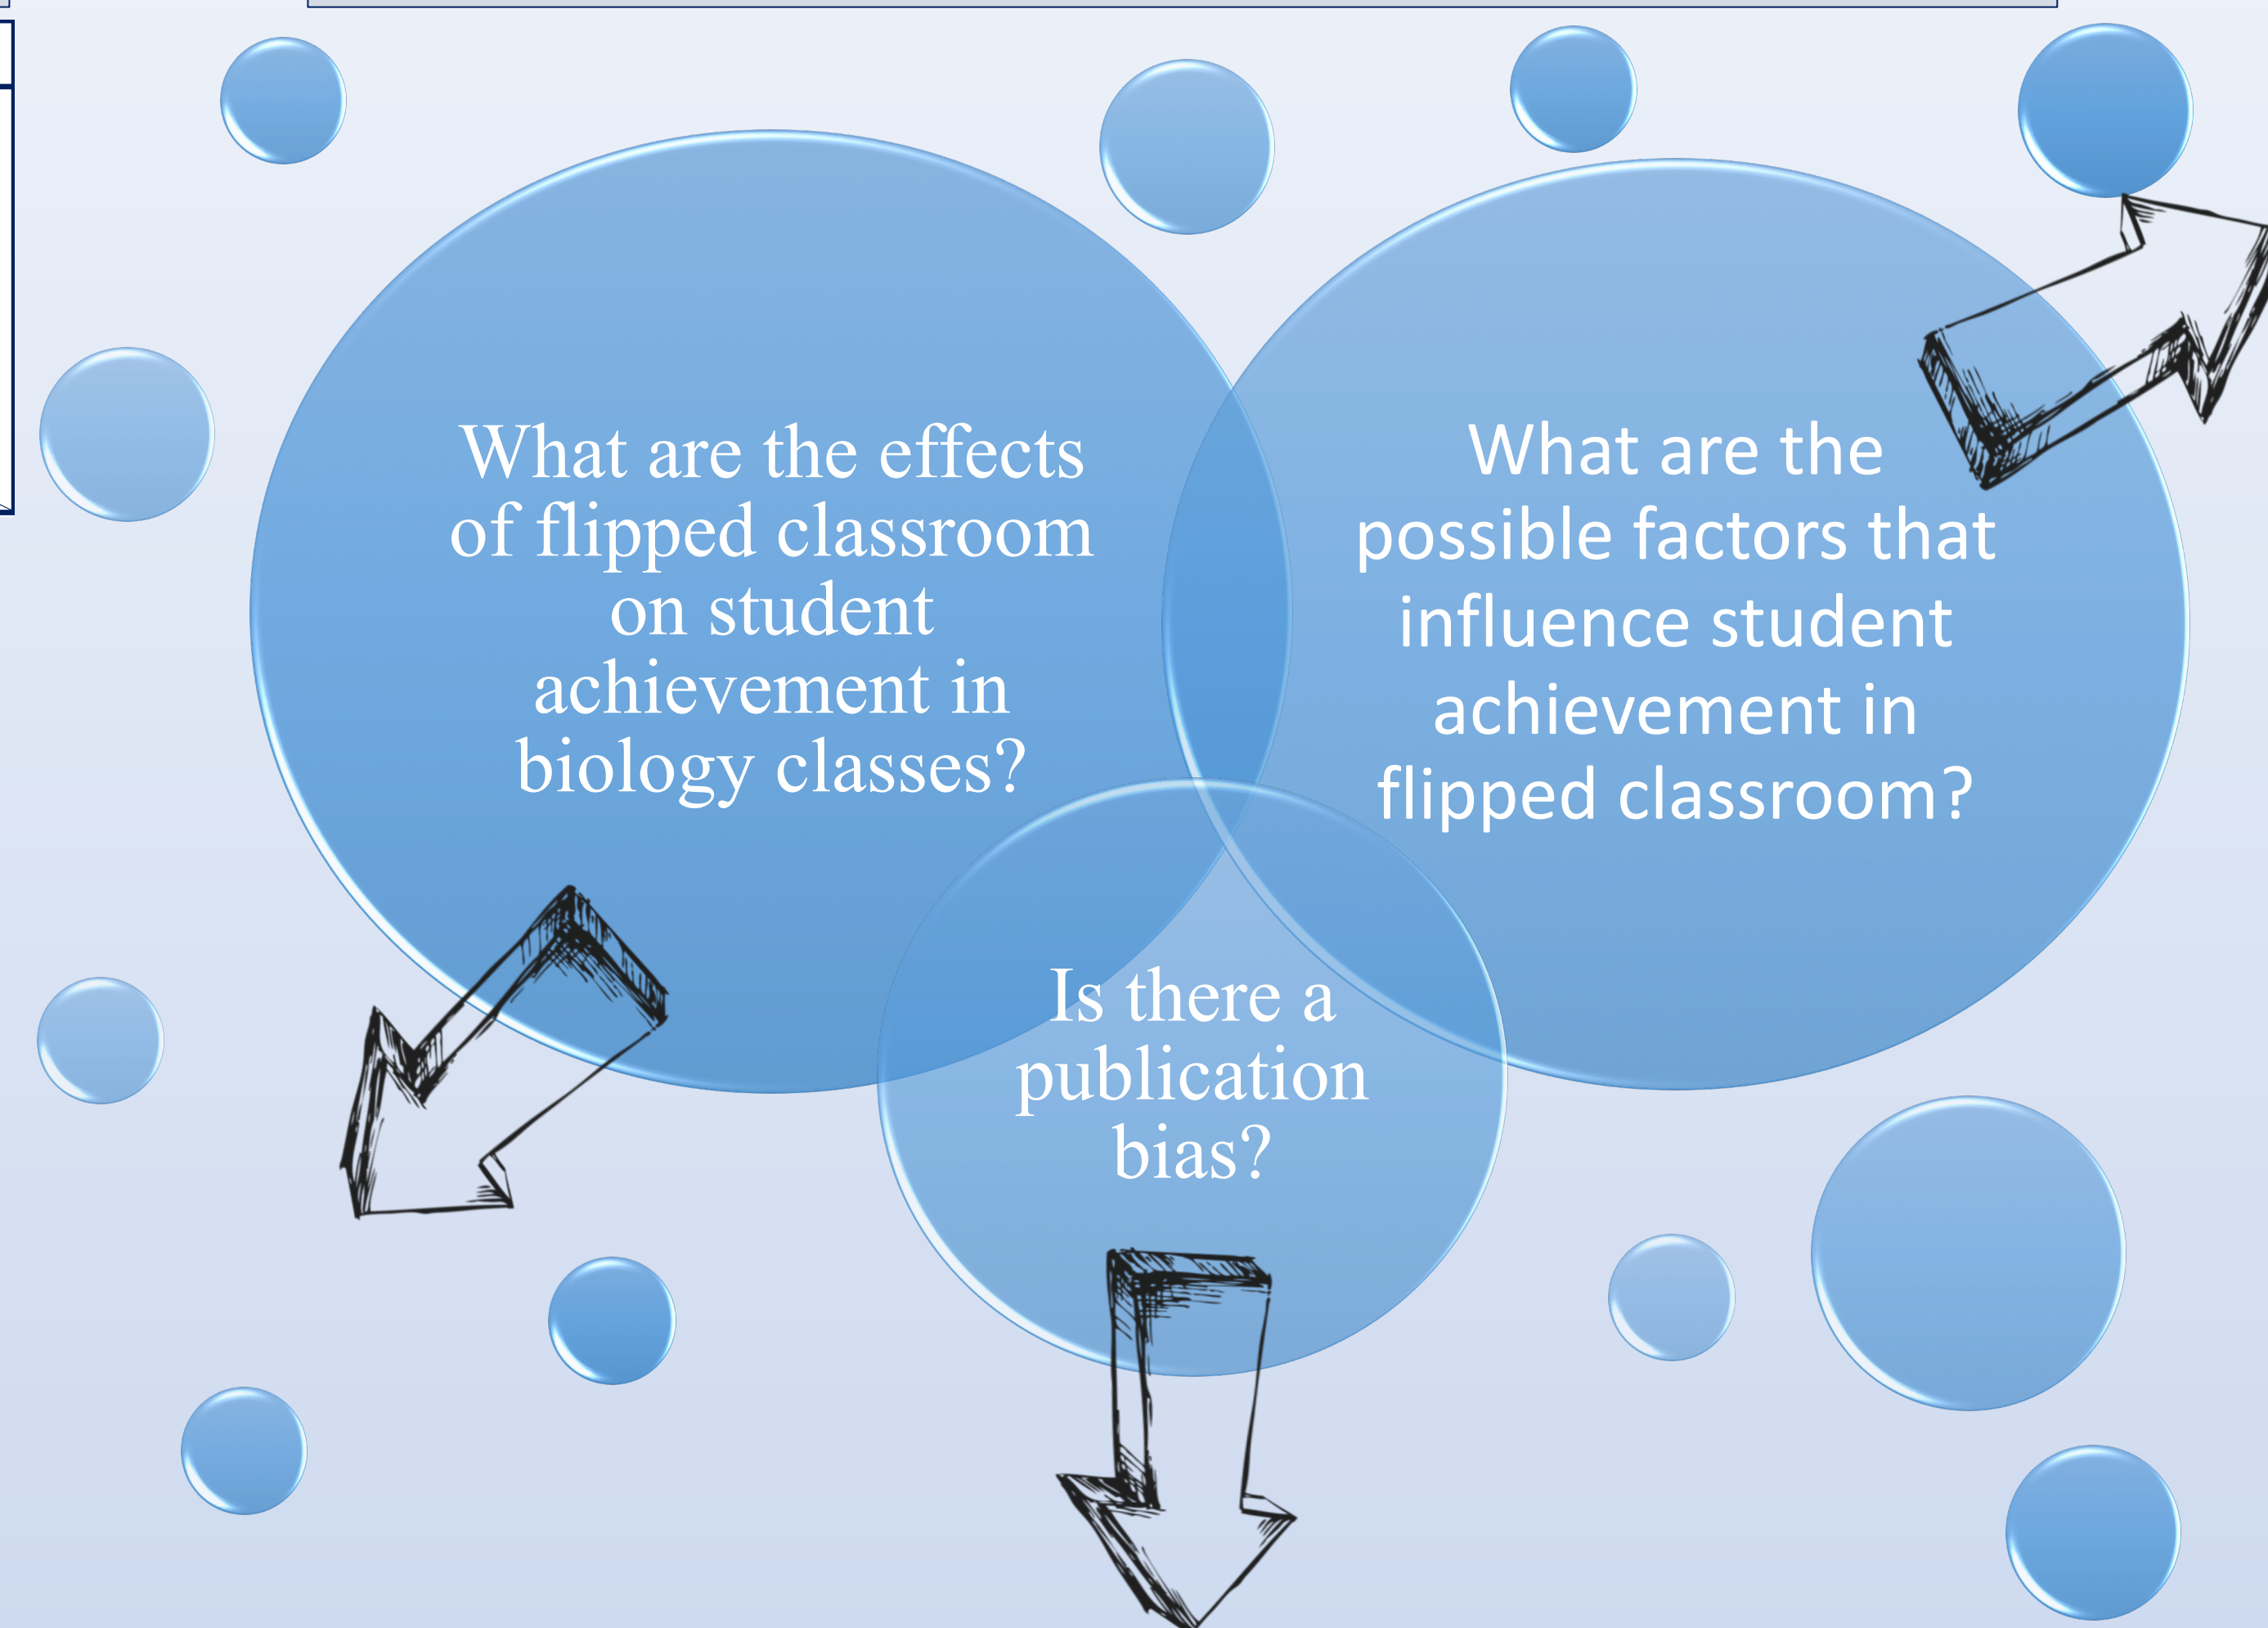 What are the effects
of flipped classroom
on student
achievement in
biology classes?
What are the
possible factors that
influence student
achievement in
flipped classroom?
Is there a
publication
bias?